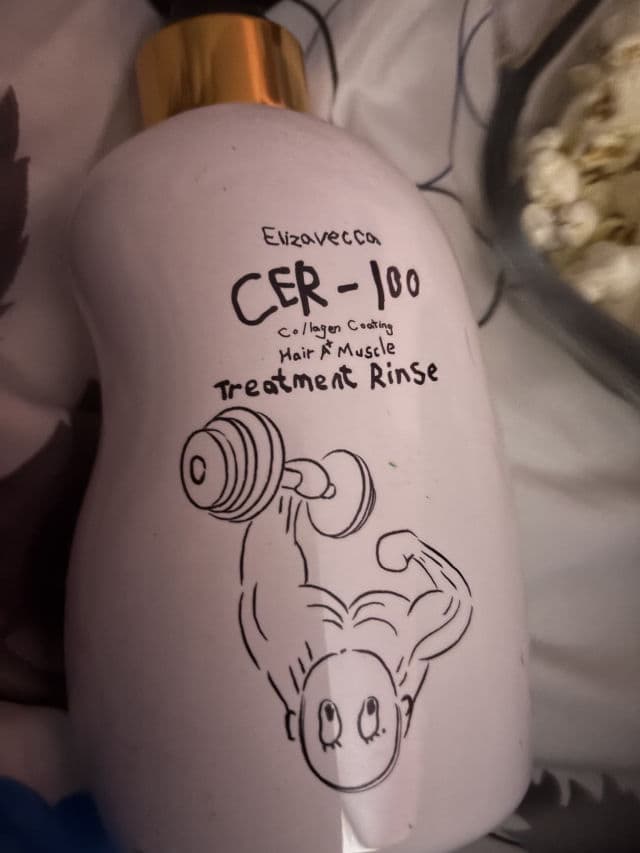 Elizavecca
CER-100
Collagen Coating
Hair A+ Muscle
Treatment Rinse